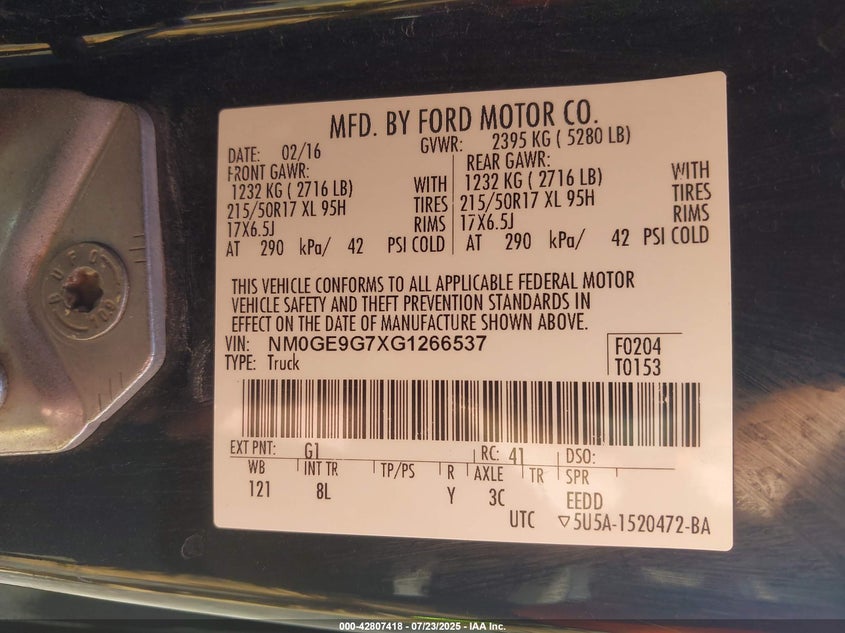 MFD. BY FORD MOTOR CO.
DATE: 02/16 GVWR: 2395 KG ( 5280 LB)
FRONT GAWR: REAR GAWR:
1232 KG ( 2716 LB) WITH 1232 KG ( 2716 LB) WITH
215/50R17 XL 95H TIRES 215/50R17 XL 95H TIRES
17X6.5J RIMS 17X6.5J RIMS
AT 290 kPa/ 42 PSI COLD AT 290 kPa/ 42 PSI COLD
THIS VEHICLE CONFORMS TO ALL APPLICABLE FEDERAL MOTOR
VEHICLE SAFETY AND THEFT PREVENTION STANDARDS IN
EFFECT ON THE DATE OF MANUFACTURE SHOWN ABOVE.
VIN: NM0GE9G7XG1266537 F0204
TYPE: Truck T0153
EXT PNT: G1 RC: 41 DSO:
WB INT TR TP/PS R AXLE TR SPR
121 8L Y 3C EEDD
UTC ▽5U5A-1520472-BA
000-42807418 - 07/23/2025 - IAA Inc.